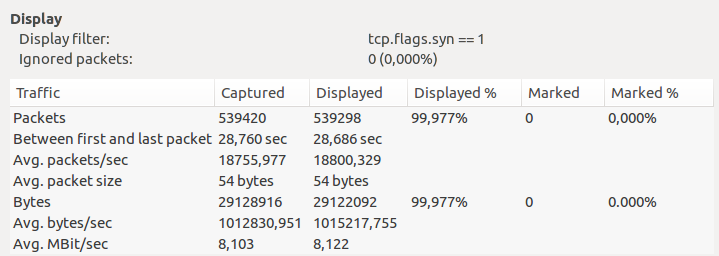 Display
Display filter: tcp.flags.syn == 1
Ignored packets: 0 (0,000%)
Traffic Captured Displayed Displayed % Marked Marked %
Packets 539420 539298 99,977% 0 0,000%
Between first and last packet 28,760 sec 28,686 sec
Avg. packets/sec 18755,977 18800,329
Avg. packet size 54 bytes 54 bytes
Bytes 29128916 29122092 99,977% 0 0.000%
Avg. bytes/sec 1012830,951 1015217,755
Avg. MBit/sec 8,103 8,122